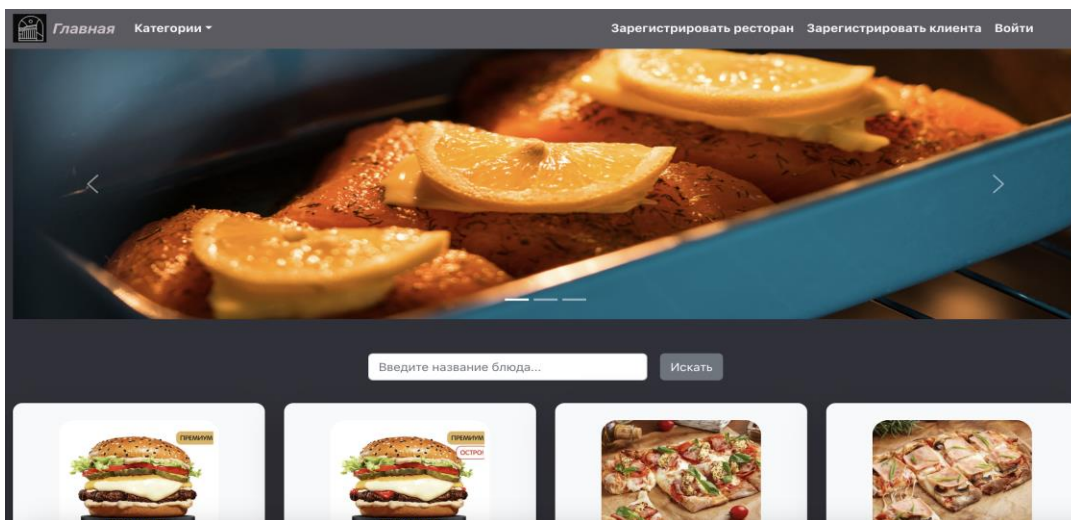 Главная Категории Зарегистрировать ресторан Зарегистрировать клиента Войти
Введите название блюда... Искать
ПРЕМИУМ ПРЕМИУМ